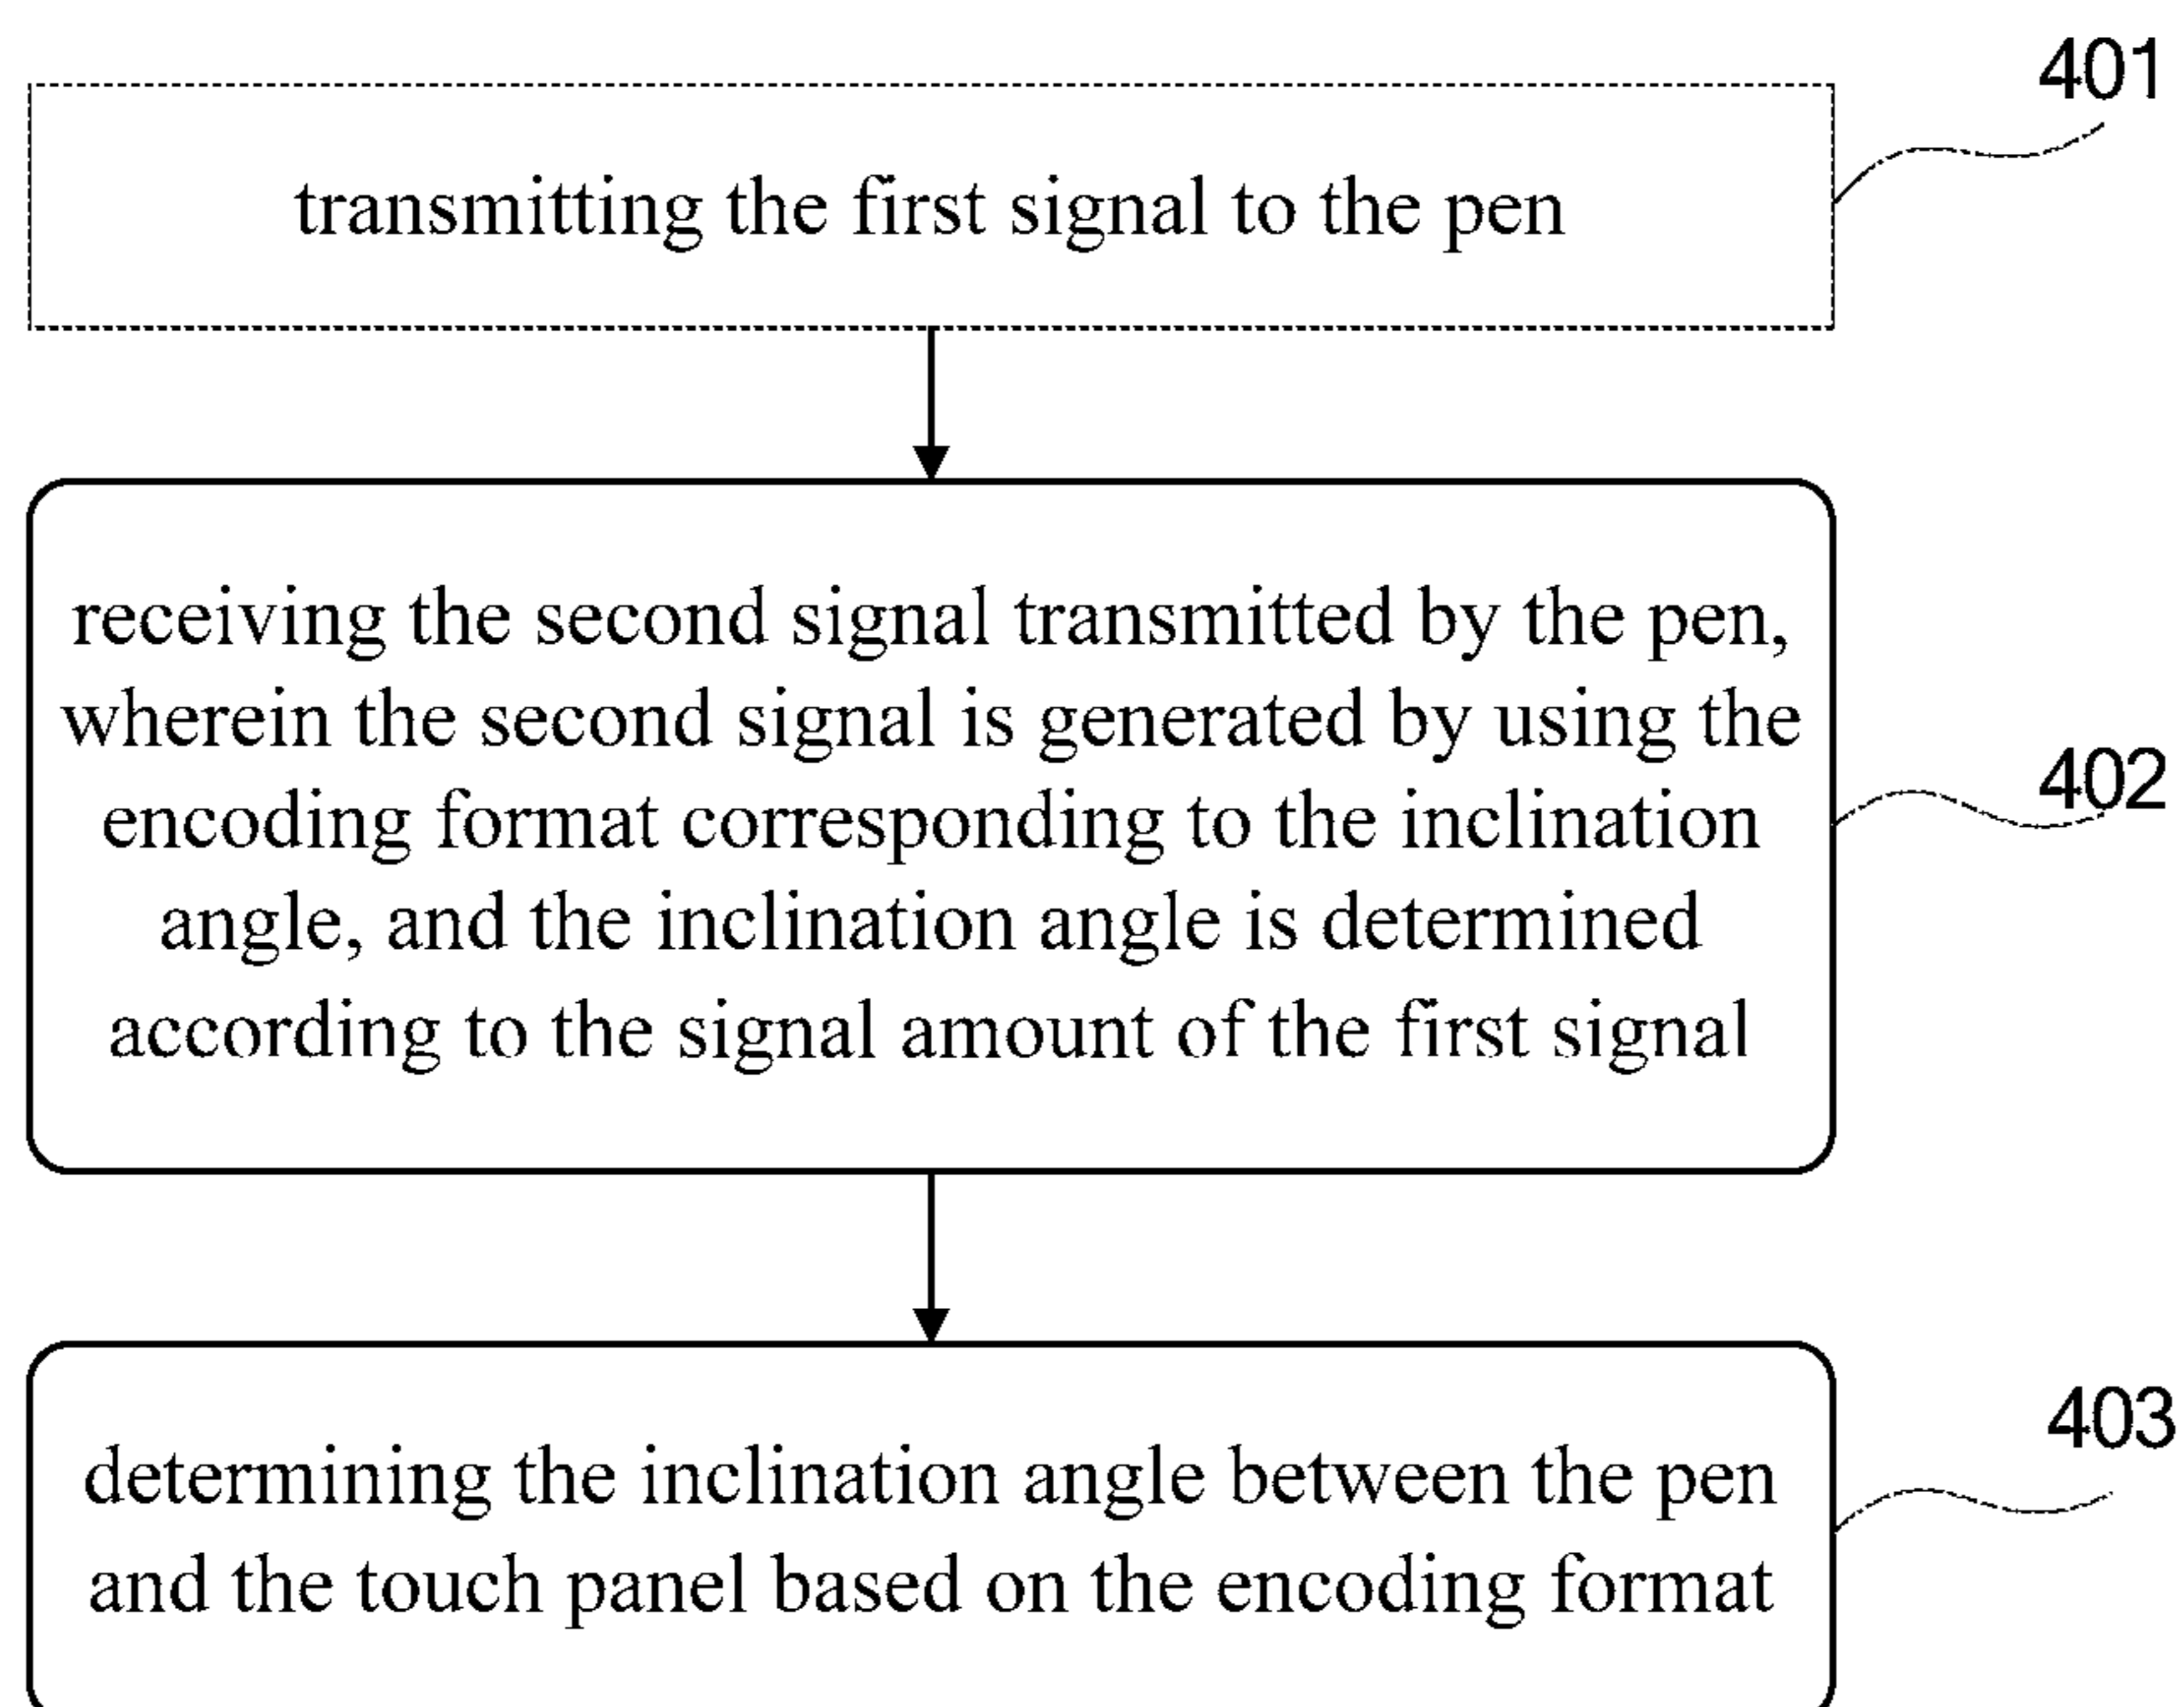 401
transmitting the first signal to the pen
receiving the second signal transmitted by the pen,
wherein the second signal is generated by using the
encoding format corresponding to the inclination
angle, and the inclination angle is determined
according to the signal amount of the first signal
402
determining the inclination angle between the pen
and the touch panel based on the encoding format
403